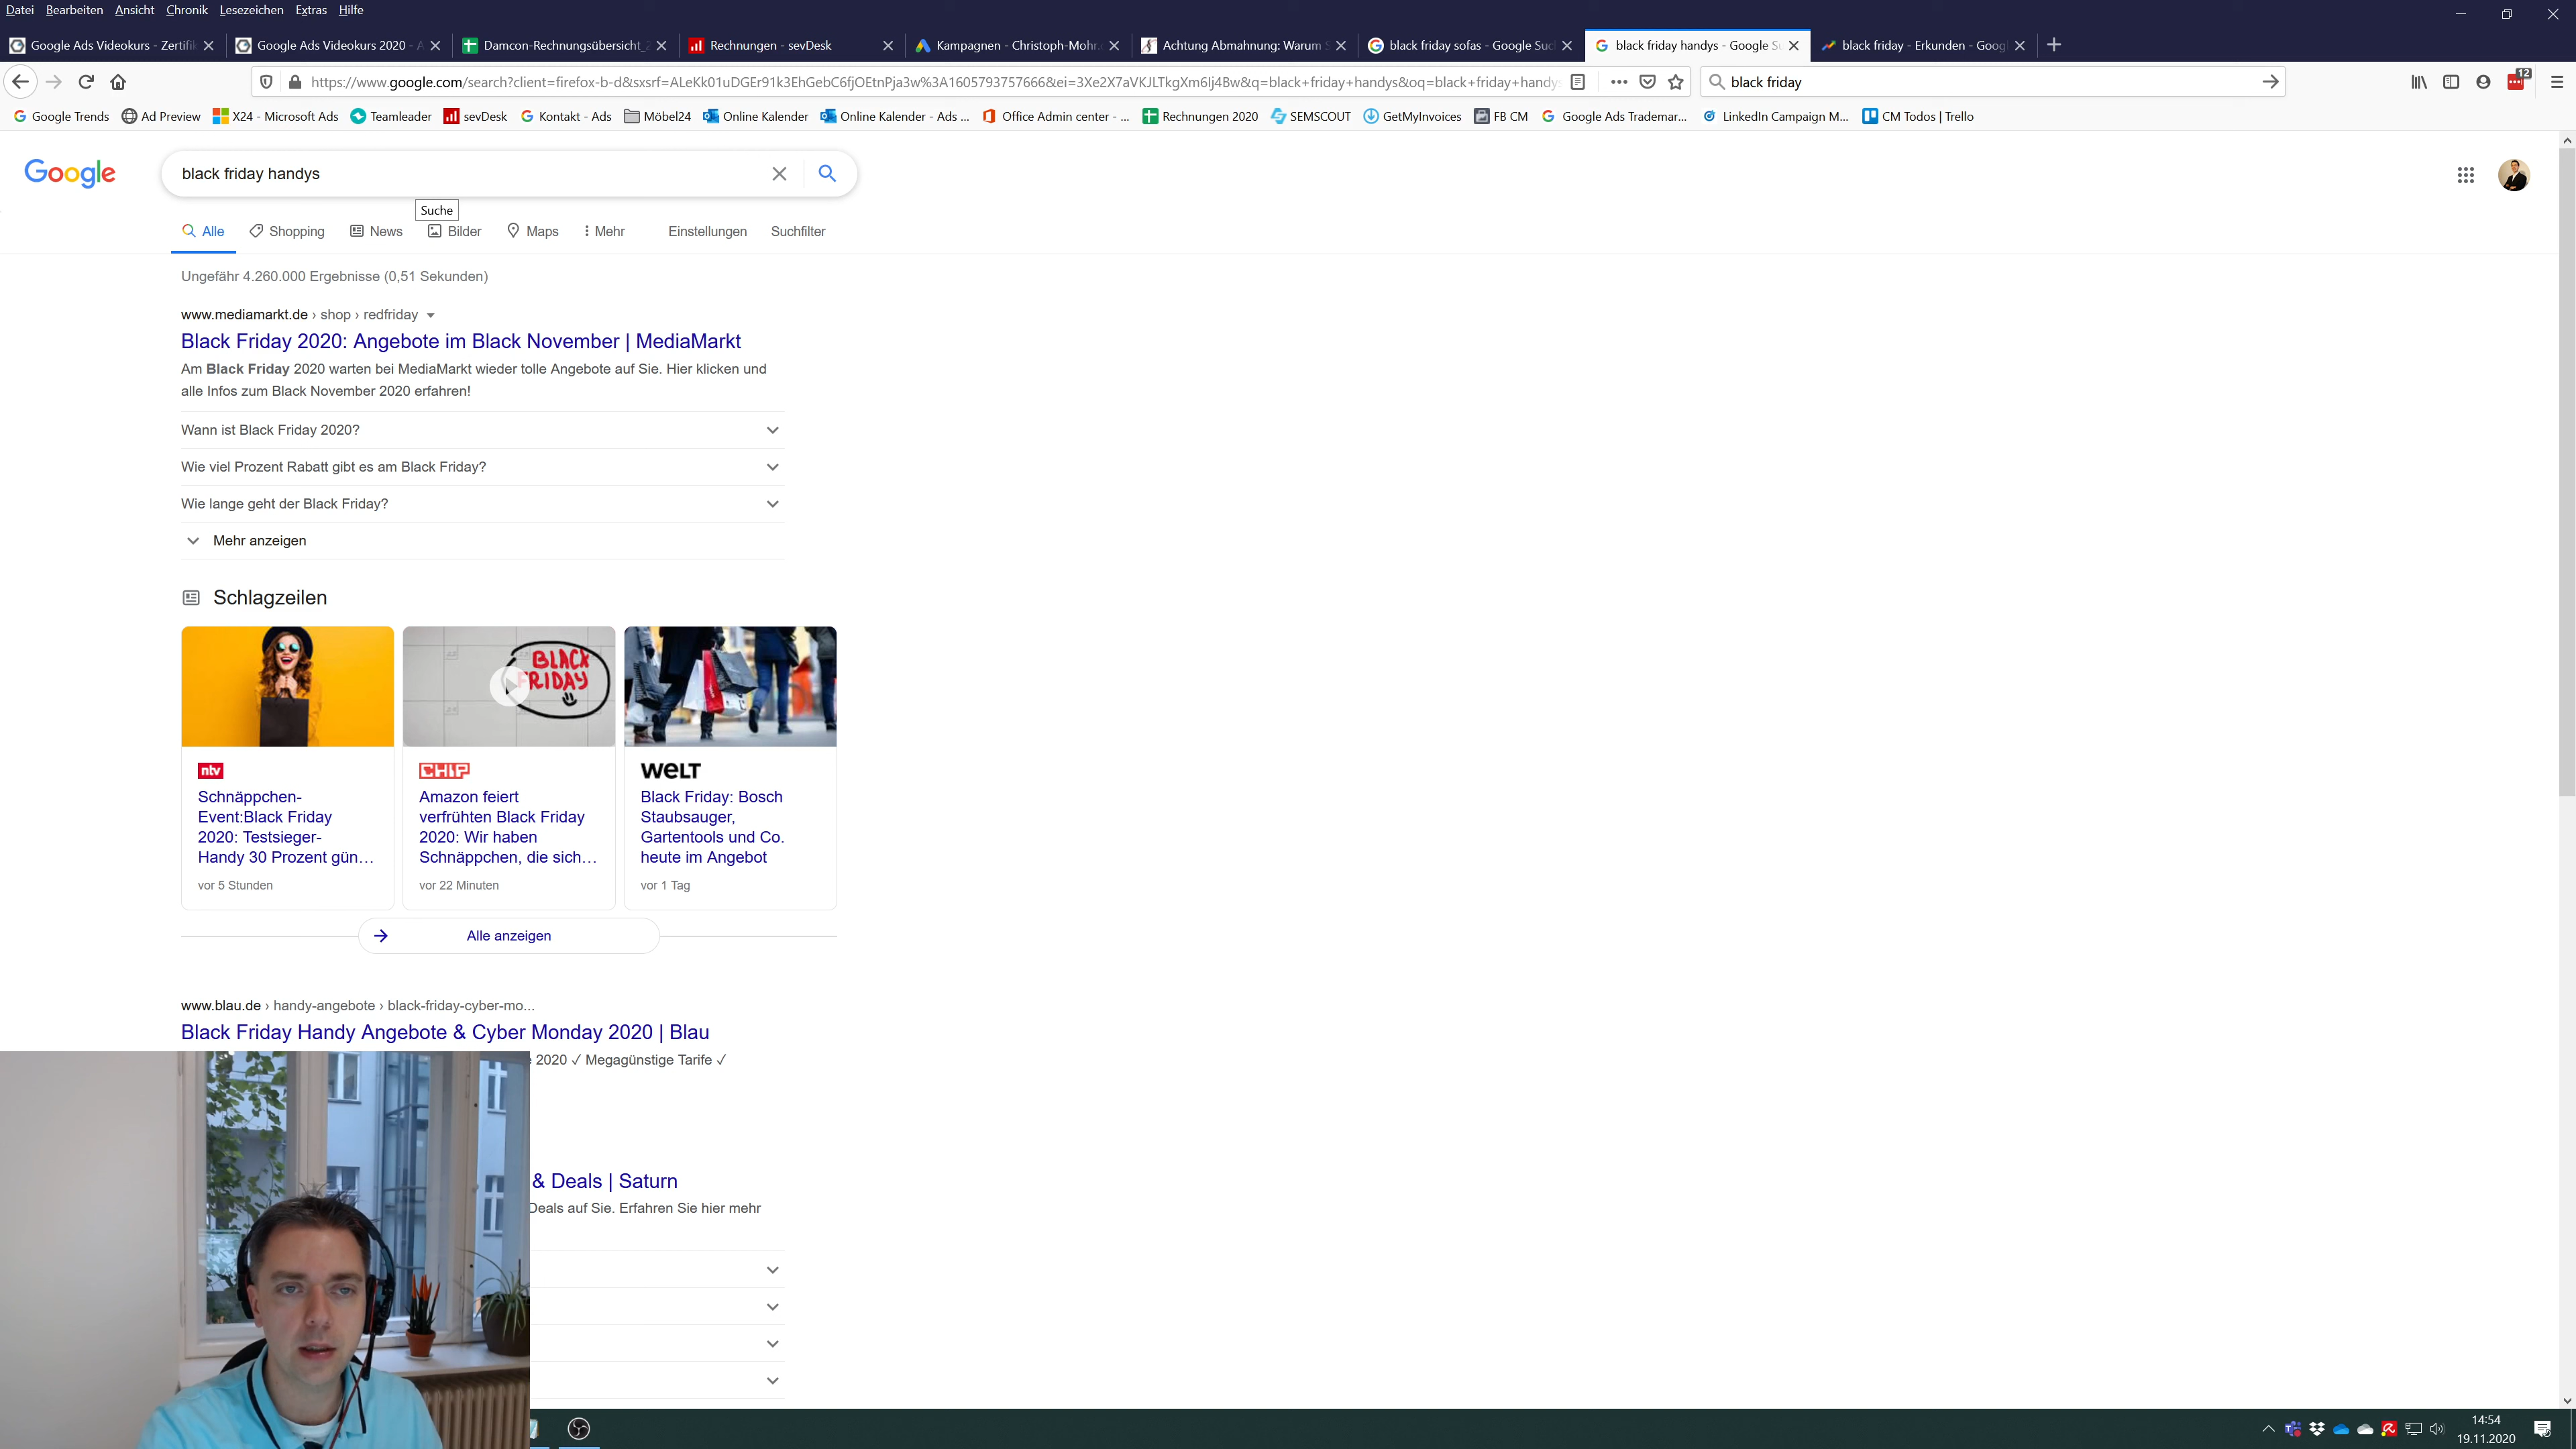 Datei Bearbeiten Ansicht Chronik Lesezeichen Extras Hilfe
Google Ads Videokurs - Zertifik
Google Ads Videokurs 2020 - A
Damcon-Rechnungsübersicht_2
Rechnungen - sevDesk
Kampagnen - Christoph-Mohr.
Achtung Abmahnung: Warum S
black friday sofas - Google Suc
black friday handys - Google Su
black friday - Erkunden - Googl
https://www.google.com/search?client=firefox-b-d&sxsrf=ALeKk01uDGEr91k3EhGebC6fjOEtnPja3w%3A1605793757666&ei=3Xe2X7aVKJLTkgXm6Ij4Bw&q=black+friday+handys&oq=black+friday+handys
black friday
12
Google Trends Ad Preview X24 - Microsoft Ads Teamleader sevDesk Kontakt - Ads Möbel24 Online Kalender Online Kalender - Ads ... Office Admin center - ... Rechnungen 2020 SEMSCOUT GetMyInvoices FB CM Google Ads Trademar... LinkedIn Campaign M... CM Todos | Trello
Google
black friday handys
Suche
Alle Shopping News Bilder Maps Mehr Einstellungen Suchfilter
Ungefähr 4.260.000 Ergebnisse (0,51 Sekunden)
www.mediamarkt.de › shop › redfriday
Black Friday 2020: Angebote im Black November | MediaMarkt
Am Black Friday 2020 warten bei MediaMarkt wieder tolle Angebote auf Sie. Hier klicken und
alle Infos zum Black November 2020 erfahren!
Wann ist Black Friday 2020?
Wie viel Prozent Rabatt gibt es am Black Friday?
Wie lange geht der Black Friday?
Mehr anzeigen
Schlagzeilen
BLACK
FRIDAY
ntv
Schnäppchen-
Event:Black Friday
2020: Testsieger-
Handy 30 Prozent gün…
vor 5 Stunden
CHIP
Amazon feiert
verfrühten Black Friday
2020: Wir haben
Schnäppchen, die sich…
vor 22 Minuten
WELT
Black Friday: Bosch
Staubsauger,
Gartentools und Co.
heute im Angebot
vor 1 Tag
Alle anzeigen
www.blau.de › handy-angebote › black-friday-cyber-mo...
Black Friday Handy Angebote & Cyber Monday 2020 | Blau
2020 ✓ Megagünstige Tarife ✓
& Deals | Saturn
Deals auf Sie. Erfahren Sie hier mehr
14:54
19.11.2020